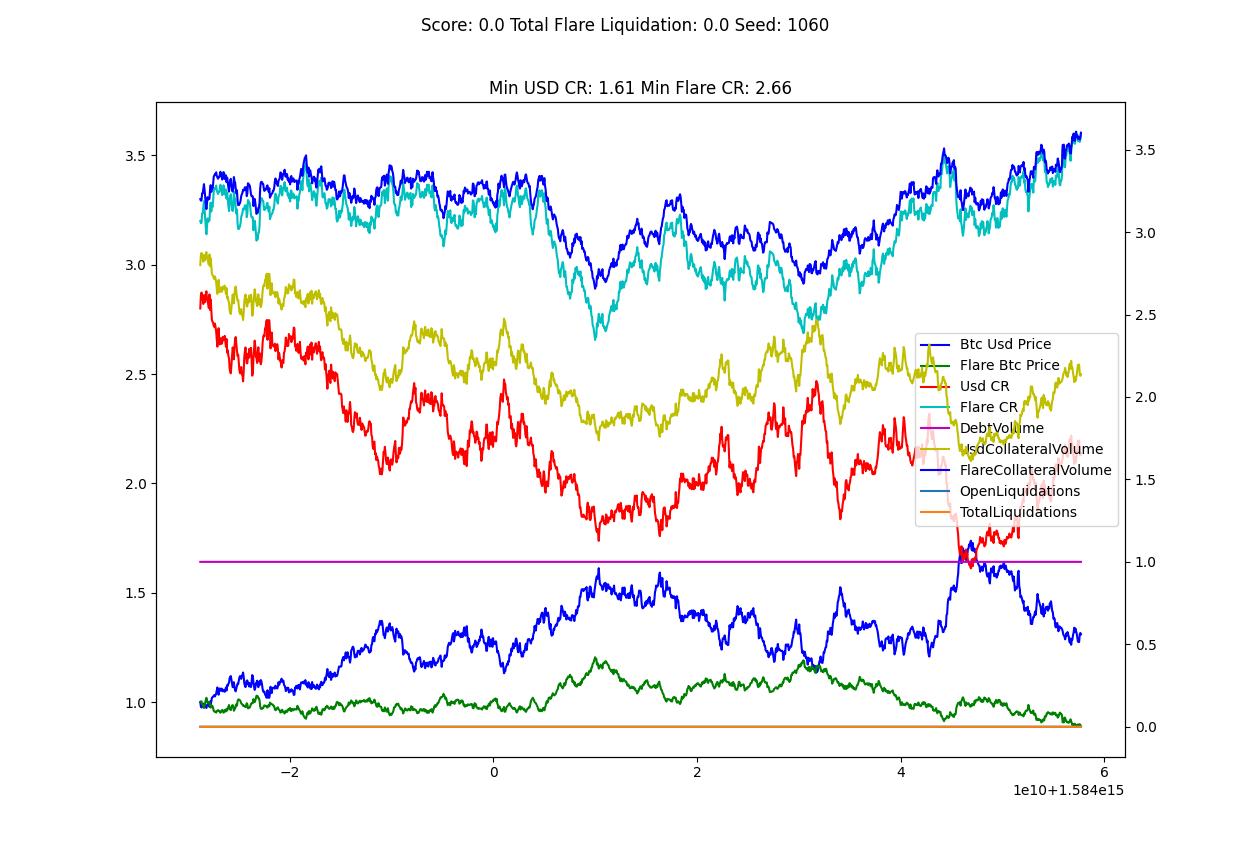 Score: 0.0 Total Flare Liquidation: 0.0 Seed: 1060
Min USD CR: 1.61 Min Flare CR: 2.66
3.5
3.0
2.5
2.0
1.5
1.0
3.5
3.0
2.5
2.0
1.5
1.0
0.5
0.0
Btc Usd Price
Flare Btc Price
Usd CR
Flare CR
DebtVolume
UsdCollateralVolume
FlareCollateralVolume
OpenLiquidations
TotalLiquidations
−2
0
2
4
6
1e10+1.584e15